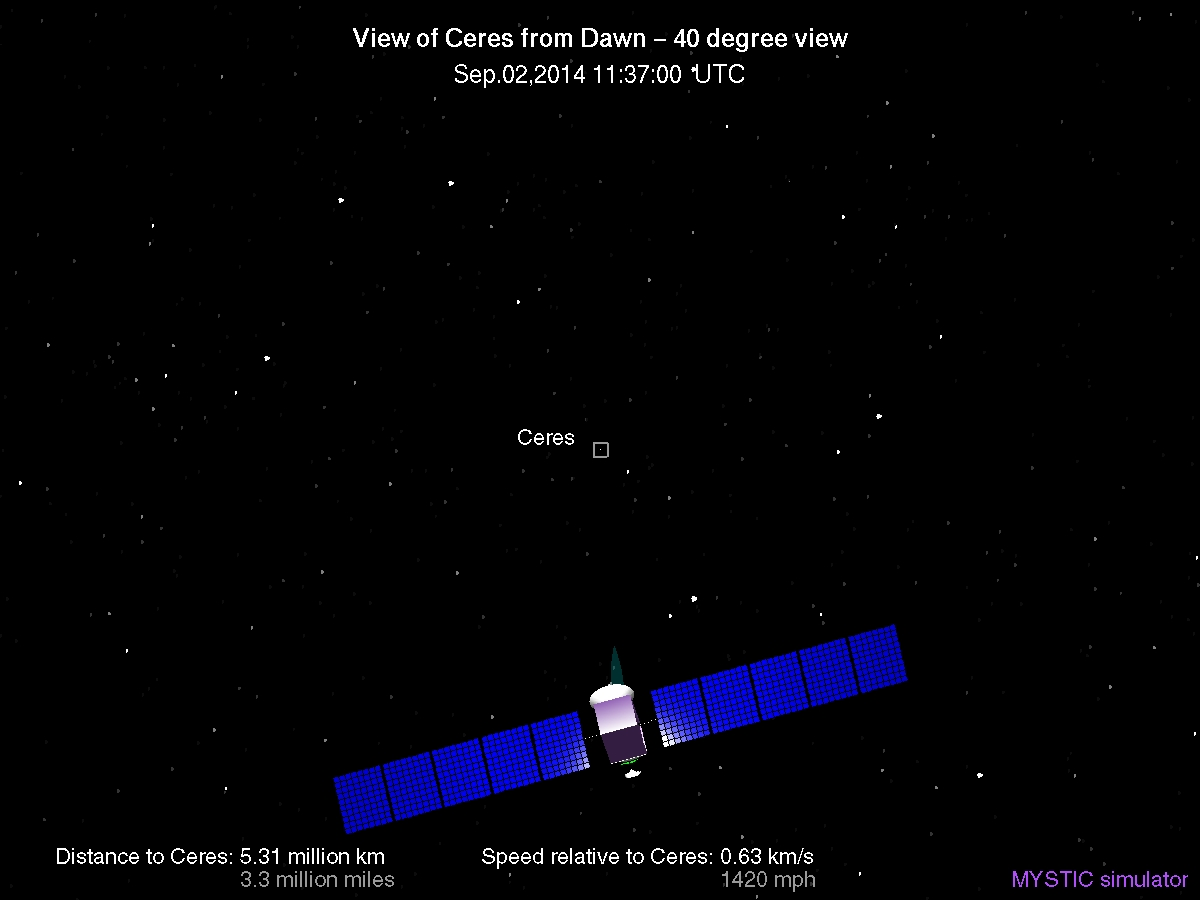 View of Ceres from Dawn – 40 degree view
Sep.02,2014 11:37:00 UTC
Ceres
Distance to Ceres: 5.31 million km
3.3 million miles
Speed relative to Ceres: 0.63 km/s
1420 mph
MYSTIC simulator